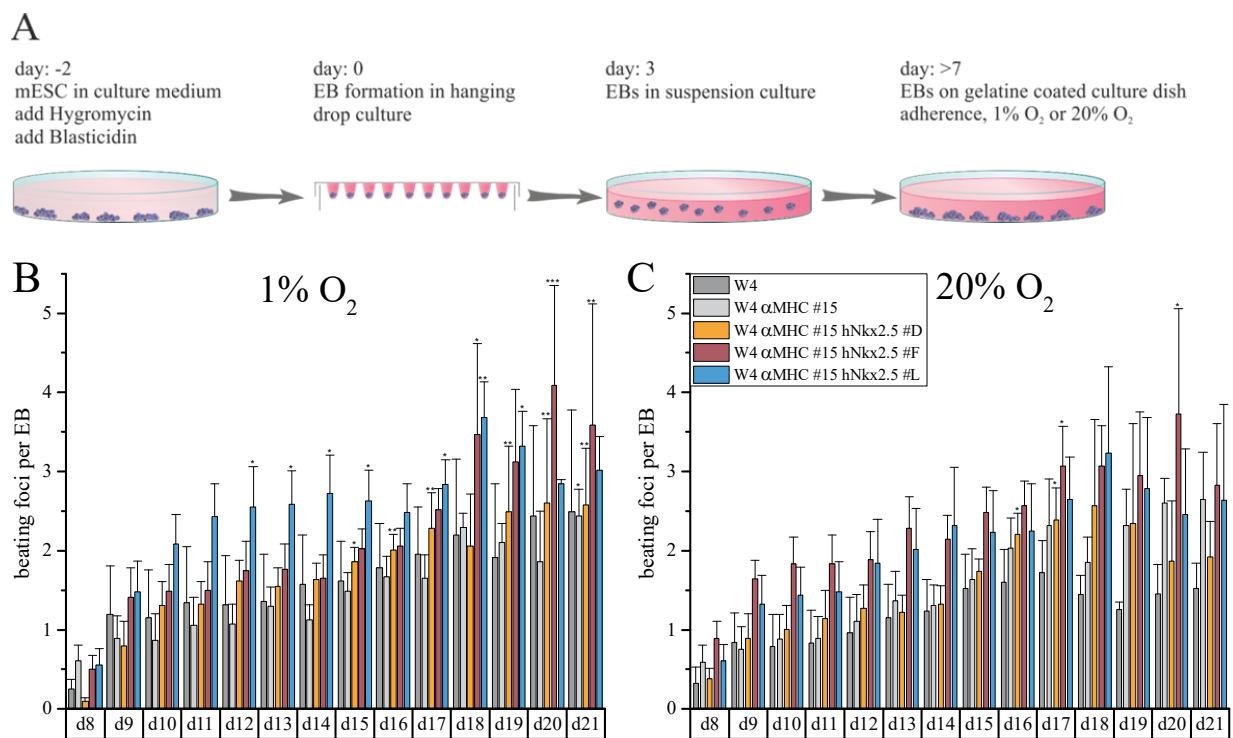 A
day: -2
mESC in culture medium
add Hygromycin
add Blasticidin
day: 0
EB formation in hanging
drop culture
day: 3
EBs in suspension culture
day: >7
EBs on gelatine coated culture dish
adherence, 1% O₂ or 20% O₂
B
1% O₂
beating foci per EB
5
4
3
2
1
0
* * * * * ** * ** * * ** ** * ** *** * ** **
d8 d9 d10 d11 d12 d13 d14 d15 d16 d17 d18 d19 d20 d21
C
20% O₂
W4
W4 αMHC #15
W4 αMHC #15 hNkx2.5 #D
W4 αMHC #15 hNkx2.5 #F
W4 αMHC #15 hNkx2.5 #L
beating foci per EB
5
4
3
2
1
0
* * * *
d8 d9 d10 d11 d12 d13 d14 d15 d16 d17 d18 d19 d20 d21